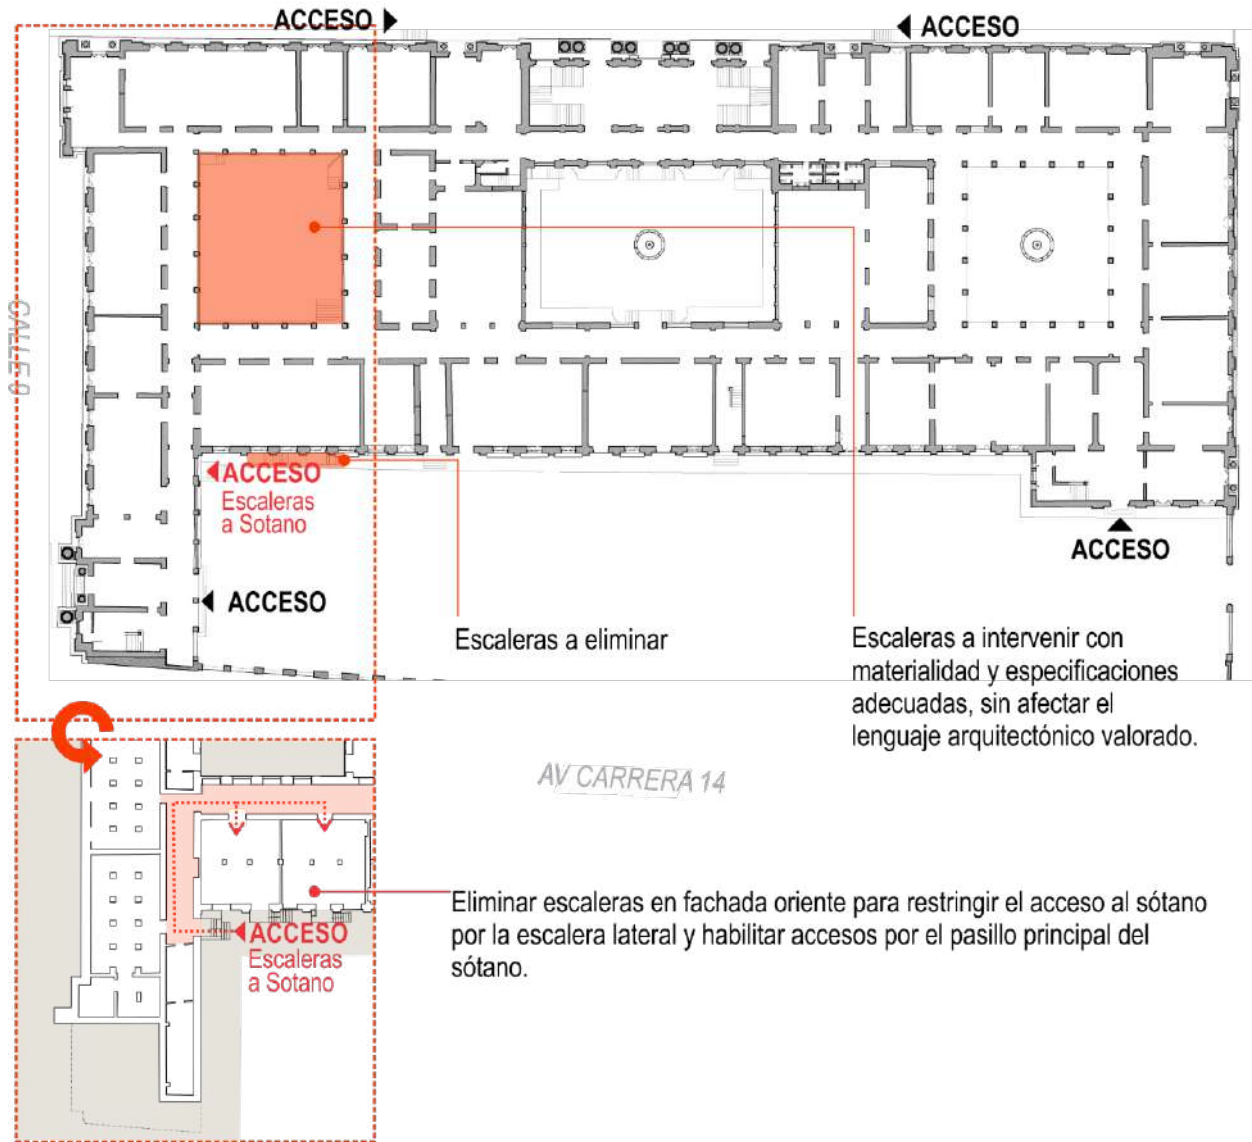 ACCESO
ACCESO
CALLE 9
ACCESO
Escaleras
a Sotano
ACCESO
ACCESO
Escaleras a eliminar
Escaleras a intervenir con
materialidad y especificaciones
adecuadas, sin afectar el
lenguaje arquitectónico valorado.
AV CARRERA 14
Eliminar escaleras en fachada oriente para restringir el acceso al sótano
por la escalera lateral y habilitar accesos por el pasillo principal del
sótano.
ACCESO
Escaleras
a Sotano